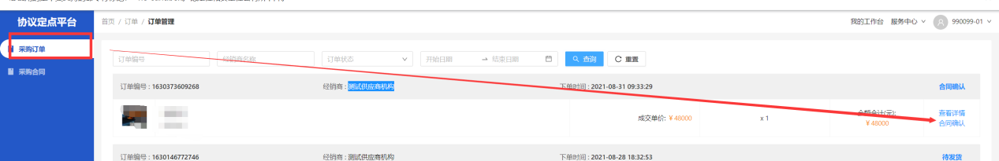 协议定点平台
首页 / 订单 / 订单管理
我的工作台 服务中心 990099-01
采购订单
采购合同
订单编号 经销商名称 订单状态 开始日期 → 结束日期 查询 重置
订单编号 : 1630373609268 经销商 : 测试供应商机构 下单时间 : 2021-08-31 09:33:29 合同确认
成交单价: ¥48000 x 1 金额合计(元): ¥48000
查看详情
合同确认
订单编号 : 1630146772746 经销商 : 测试供应商机构 下单时间 : 2021-08-28 18:32:53 待发货